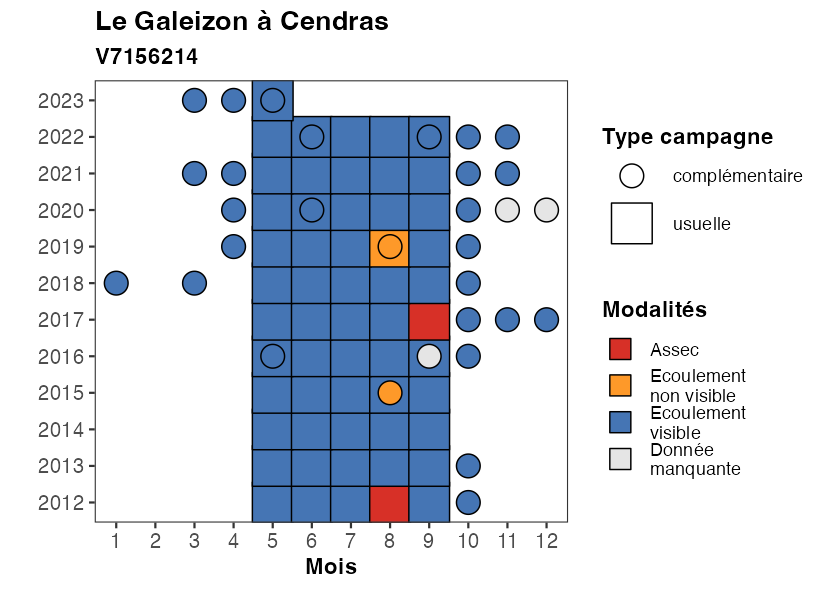 Le Galeizon à Cendras
V7156214
2023
2022
2021
2020
2019
2018
2017
2016
2015
2014
2013
2012
1 2 3 4 5 6 7 8 9 10 11 12
Mois
Type campagne
complémentaire
usuelle
Modalités
Assec
Ecoulement
non visible
Ecoulement
visible
Donnée
manquante